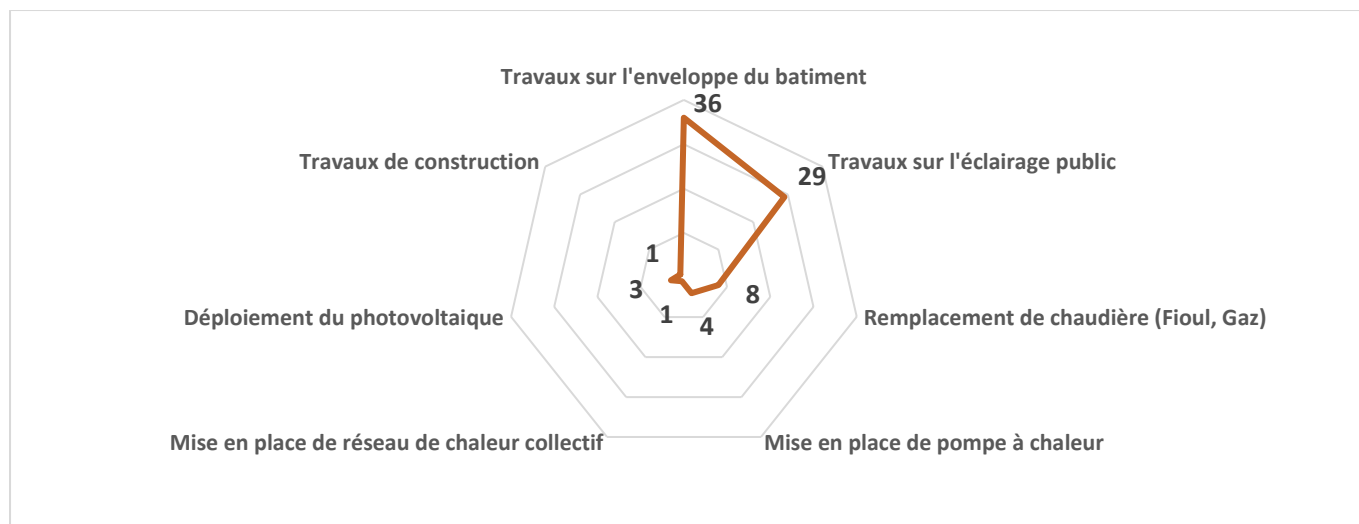 Travaux sur l'enveloppe du batiment
36
Travaux de construction
Travaux sur l'éclairage public
29
1
3
8
Déploiement du photovoltaique
Remplacement de chaudière (Fioul, Gaz)
1
4
Mise en place de réseau de chaleur collectif
Mise en place de pompe à chaleur